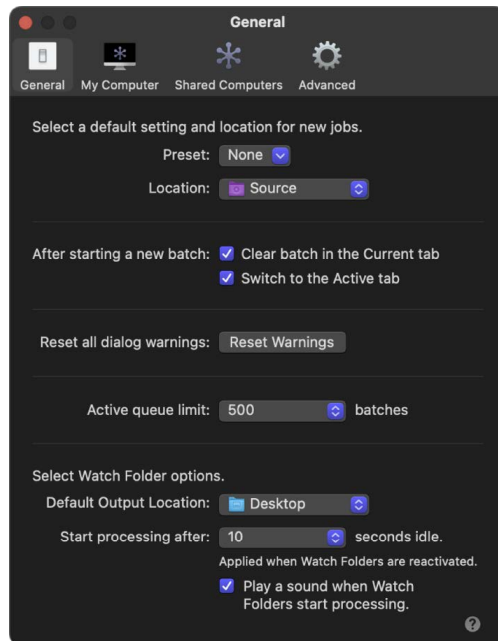 General
General
My Computer
Shared Computers
Advanced
Select a default setting and location for new jobs.
Preset: None
Location: Source
After starting a new batch: Clear batch in the Current tab
Switch to the Active tab
Reset all dialog warnings: Reset Warnings
Active queue limit: 500 batches
Select Watch Folder options.
Default Output Location: Desktop
Start processing after: 10 seconds idle.
Applied when Watch Folders are reactivated.
Play a sound when Watch
Folders start processing.
?